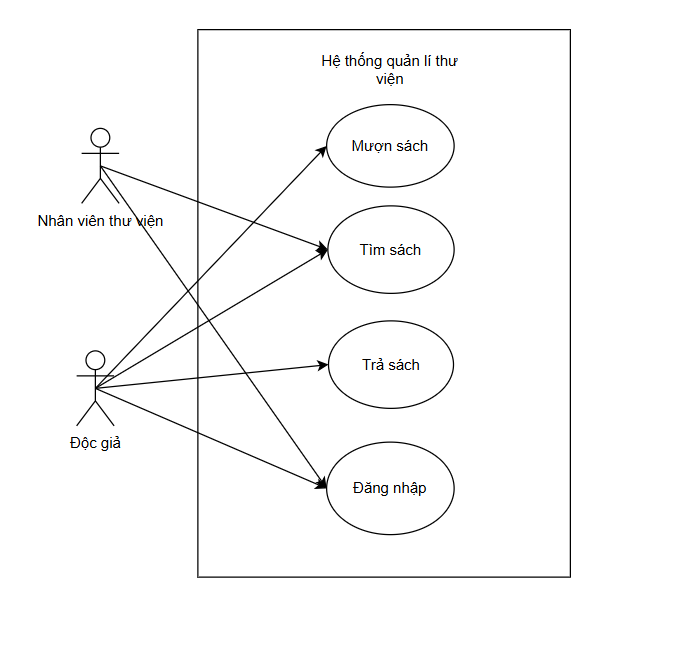 Hệ thống quản lí thư
viện
Mượn sách
Nhân viên thư viện
Tìm sách
Trả sách
Độc giả
Đăng nhập